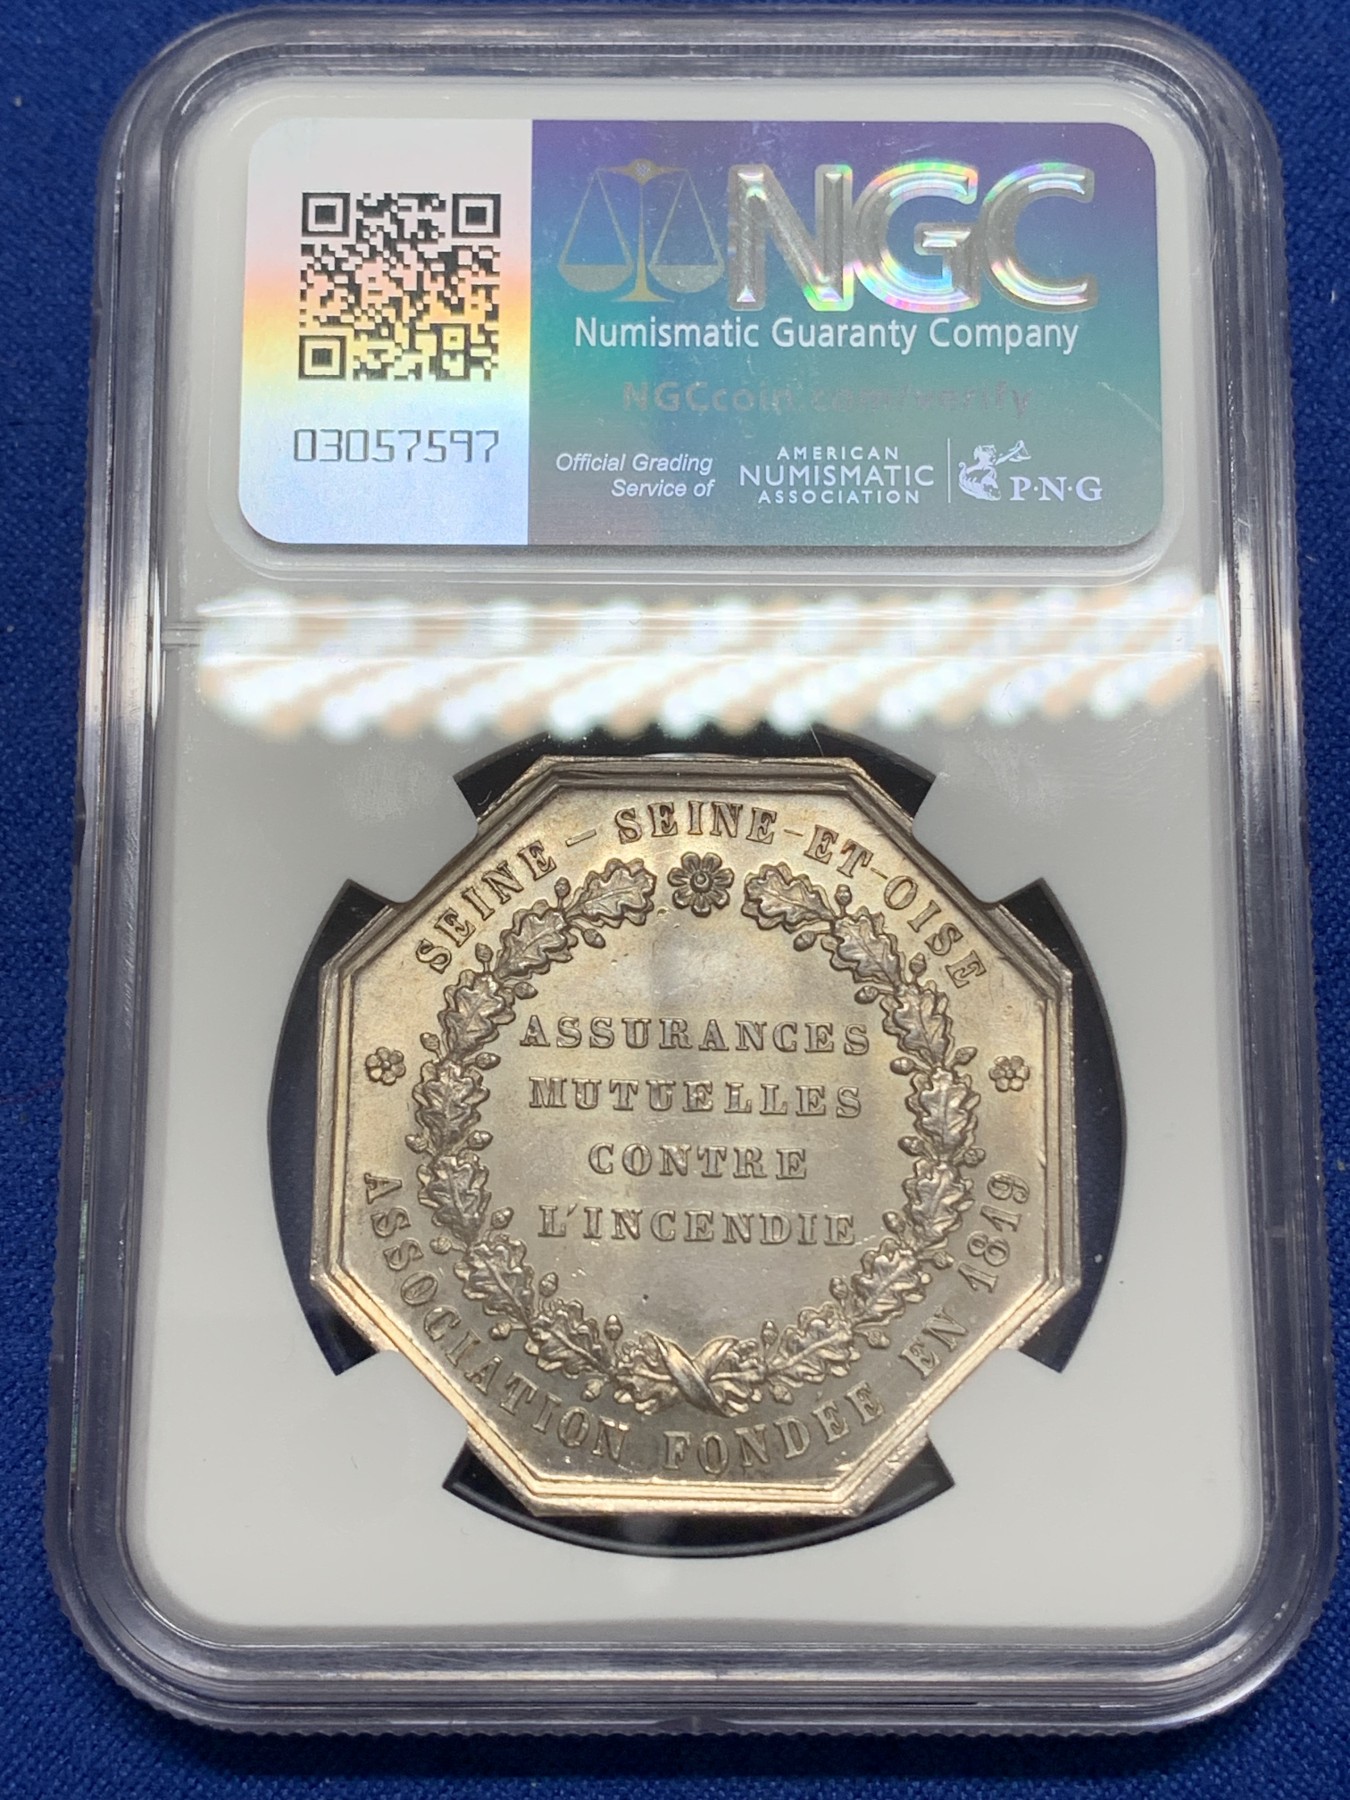 NGC
Numismatic Guaranty Company
NGCcoin.com/verify
03057597
Official Grading
Service of
AMERICAN
NUMISMATIC
ASSOCIATION
P·N·G
SEINE - SEINE-ET-OISE
ASSURANCES
MUTUELLES
CONTRE
L'INCENDIE
ASSOCIATION FONDÉE EN 1819